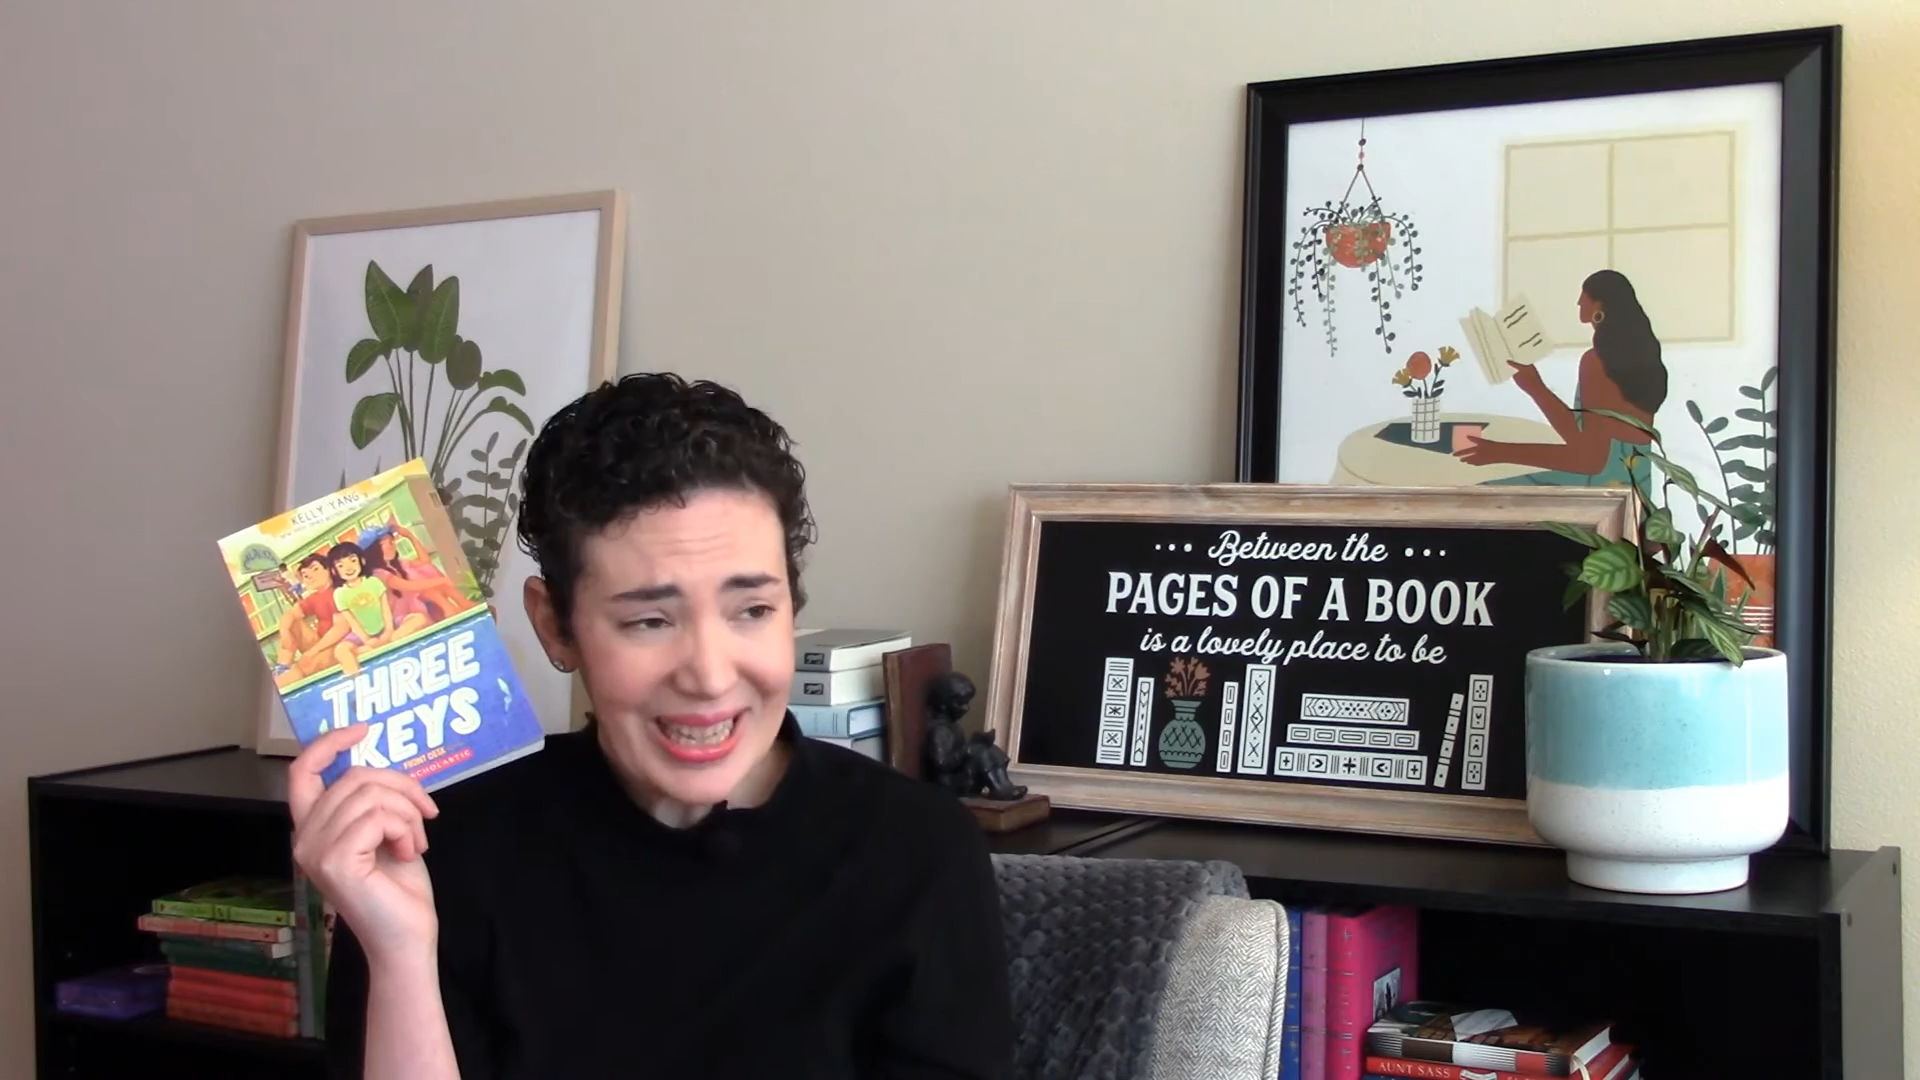 KELLY YANG
THREE
KEYS
FRONT DESK
SCHOLASTIC
Between the
PAGES OF A BOOK
is a lovely place to be
AUNT SASS